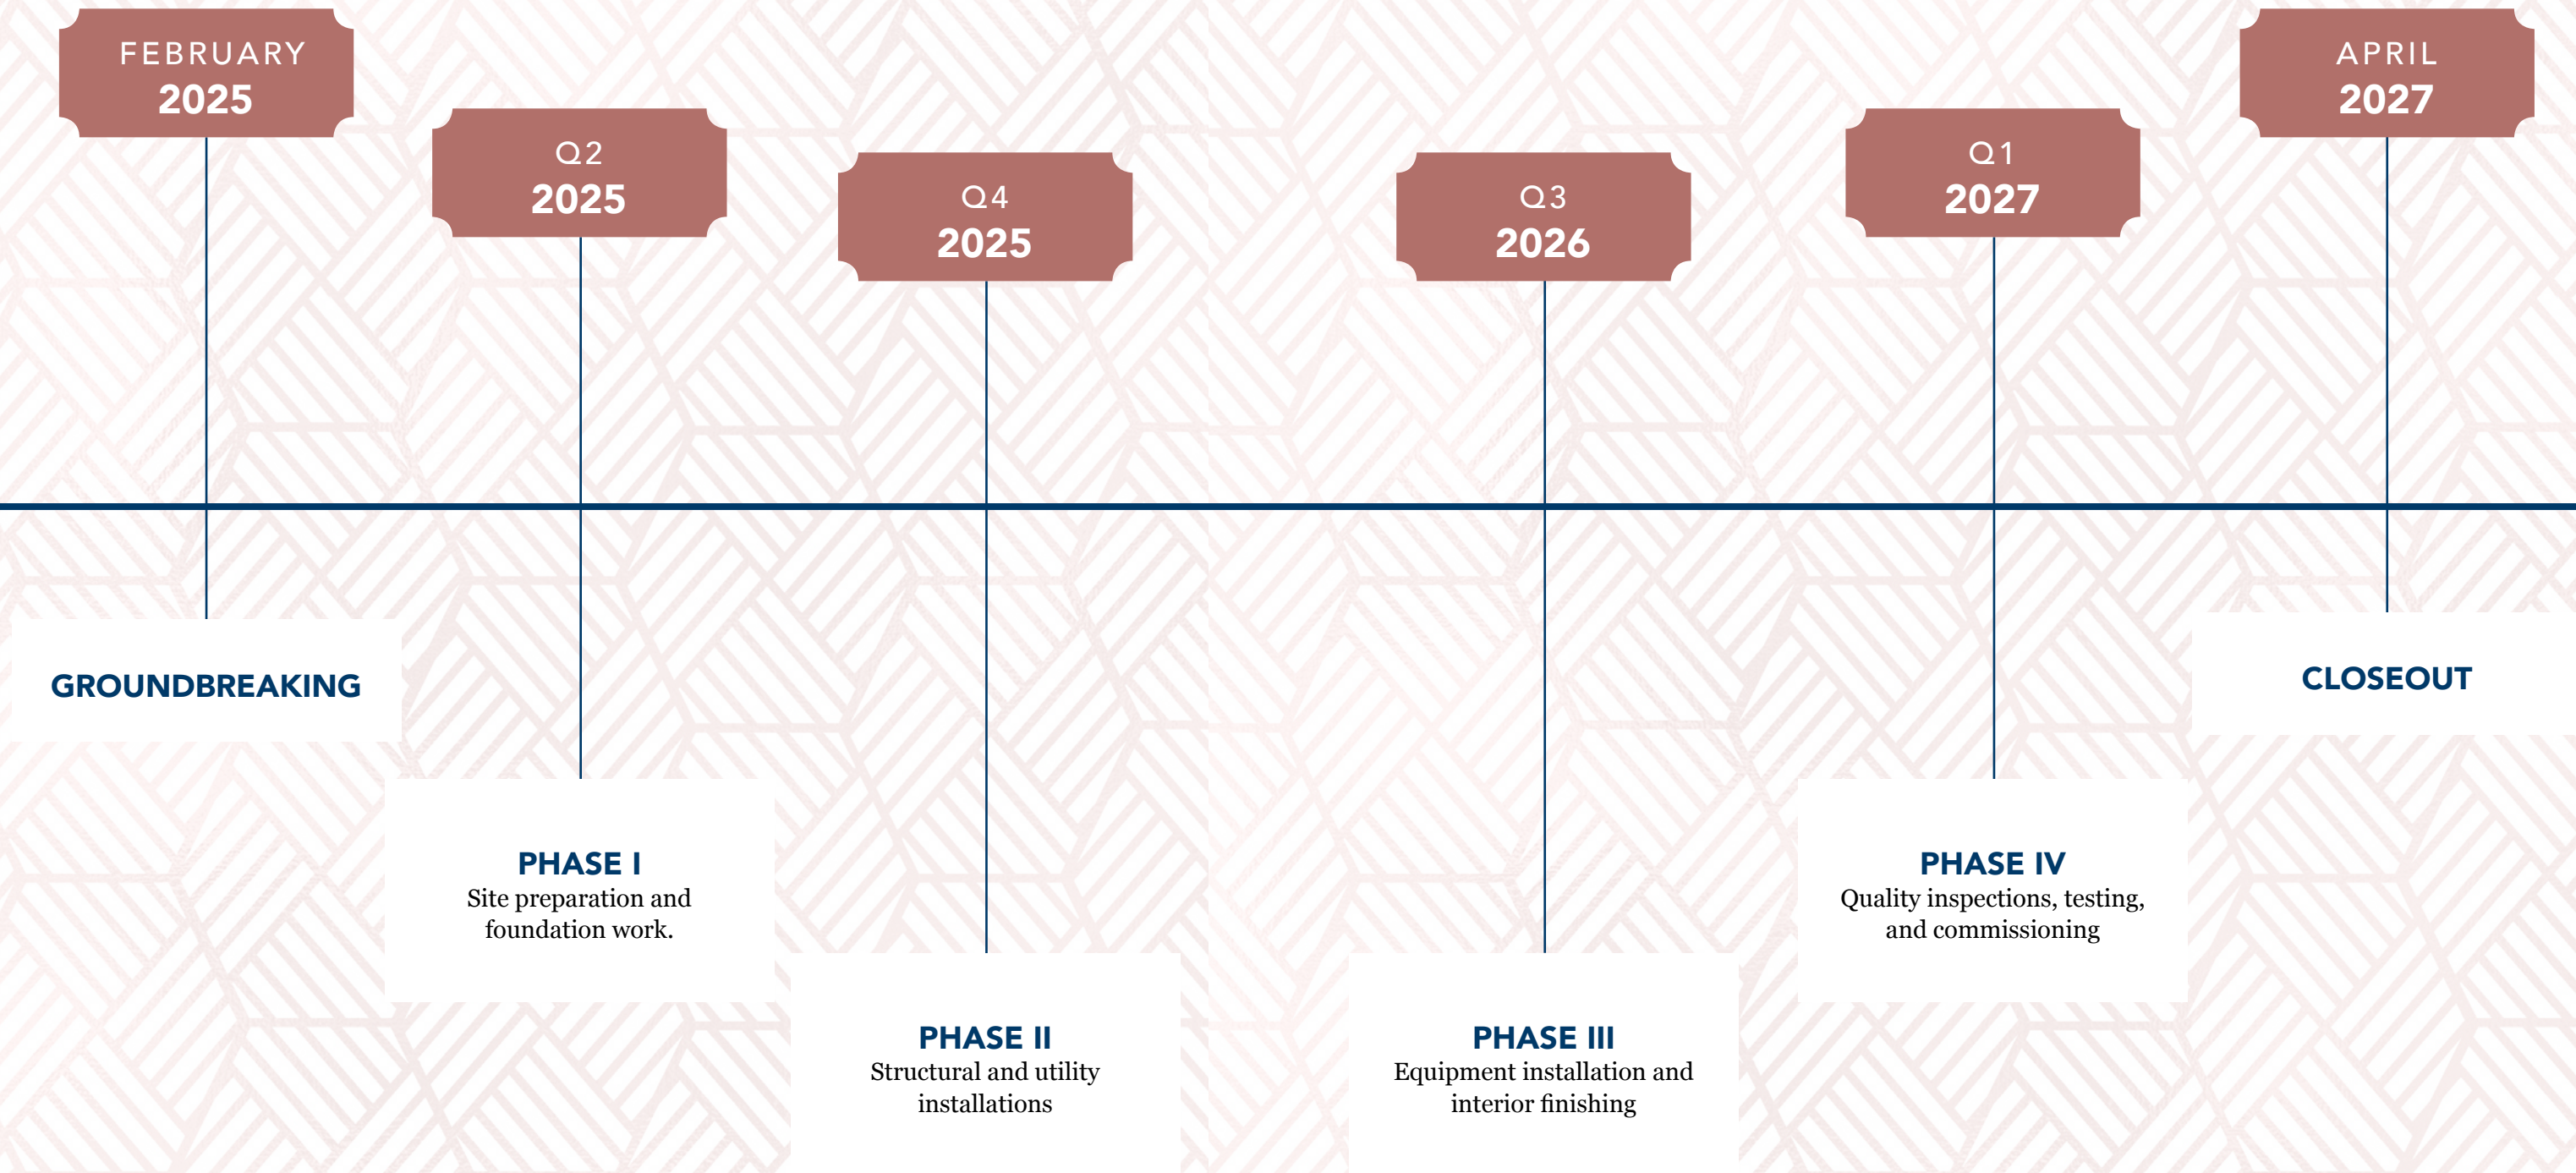 FEBRUARY
2025
Q2
2025
Q4
2025
Q3
2026
Q1
2027
APRIL
2027
GROUNDBREAKING
PHASE I
Site preparation and
foundation work.
PHASE II
Structural and utility
installations
PHASE III
Equipment installation and
interior finishing
PHASE IV
Quality inspections, testing,
and commissioning
CLOSEOUT